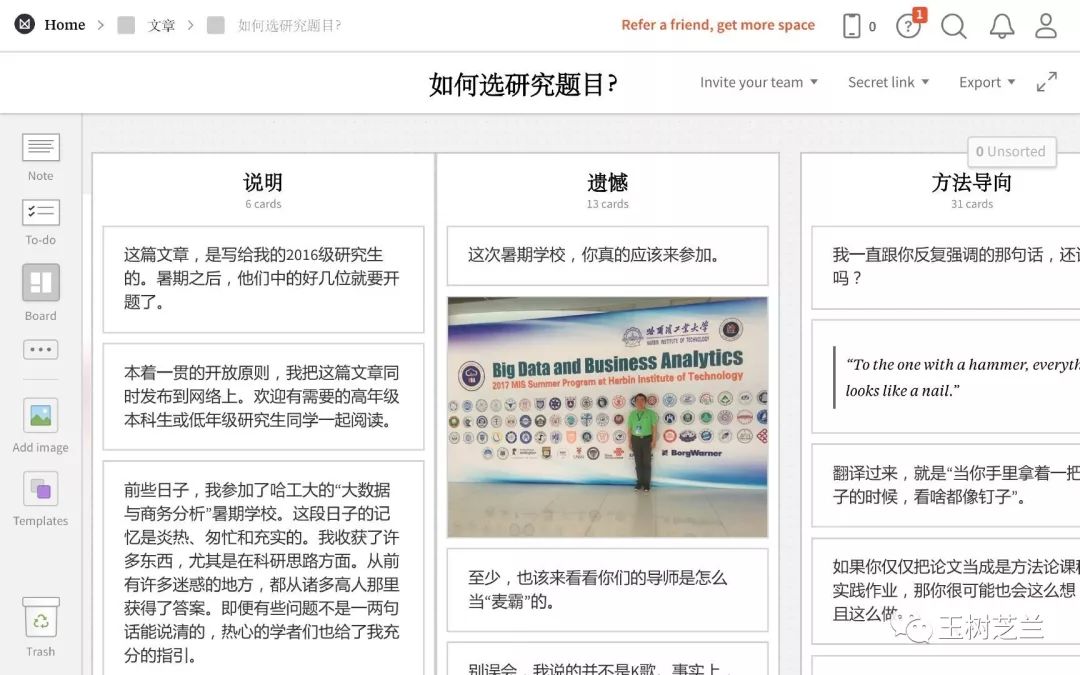 Home
文章
如何选研究题目?
Refer a friend, get more space
0
1
如何选研究题目?
Invite your team
Secret link
Export
Note
To-do
Board
Add image
Templates
Trash
0 Unsorted
说明
6 cards
这篇文章，是写给我的2016级研究生
的。暑期之后，他们中的好几位就要开
题了。
本着一贯的开放原则，我把这篇文章同
时发布到网络上。欢迎有需要的高年级
本科生或低年级研究生同学一起阅读。
前些日子，我参加了哈工大的“大数据
与商务分析”暑期学校。这段日子的记
忆是炎热、匆忙和充实的。我收获了许
多东西，尤其是在科研思路方面。从前
有许多迷惑的地方，都从诸多高人那里
获得了答案。即便有些问题不是一两句
话能说清的，热心的学者们也给了我充
分的指引。
遗憾
13 cards
这次暑期学校，你真的应该来参加。
哈尔滨工业大学
HARBIN INSTITUTE OF TECHNOLOGY
Big Data and Business Analytics
2017 MIS Summer Program at Harbin Institute of Technology
BorgWarner
至少，也该来看看你们的导师是怎么
当“麦霸”的。
别误会，我说的并不是K歌。事实上，
方法导向
31 cards
我一直跟你反复强调的那句话，还
吗？
“To the one with a hammer, everyth
looks like a nail.”
翻译过来，就是“当你手里拿着一把
子的时候，看啥都像钉子”。
如果你仅仅把论文当成是方法论课程
实践作业，那你很可能也会这么想
且这么做。
玉树芝兰